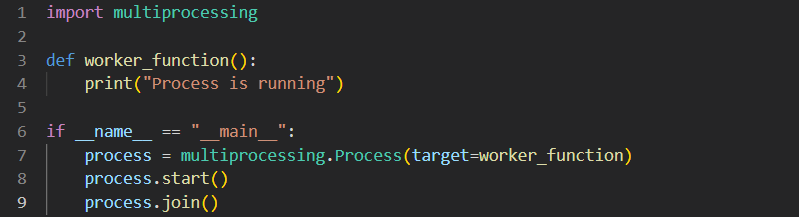 1 import multiprocessing
2
3 def worker_function():
4     print("Process is running")
5
6 if __name__ == "__main__":
7     process = multiprocessing.Process(target=worker_function)
8     process.start()
9     process.join()